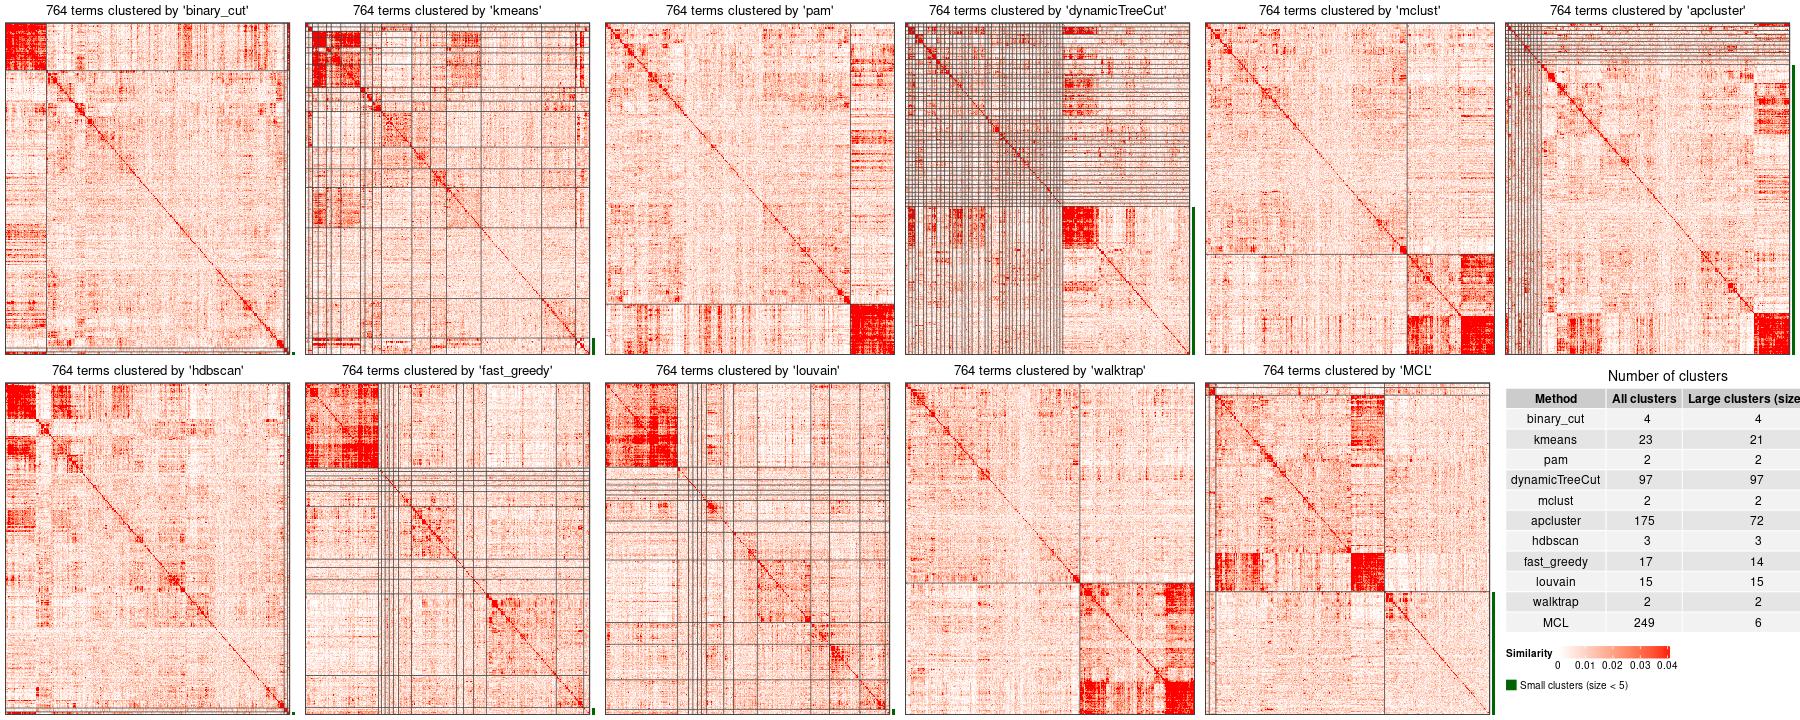 764 terms clustered by 'binary_cut'
764 terms clustered by 'kmeans'
764 terms clustered by 'pam'
764 terms clustered by 'dynamicTreeCut'
764 terms clustered by 'mclust'
764 terms clustered by 'apcluster'
764 terms clustered by 'hdbscan'
764 terms clustered by 'fast_greedy'
764 terms clustered by 'louvain'
764 terms clustered by 'walktrap'
764 terms clustered by 'MCL'
Number of clusters
Method All clusters Large clusters (size
binary_cut 4 4
kmeans 23 21
pam 2 2
dynamicTreeCut 97 97
mclust 2 2
apcluster 175 72
hdbscan 3 3
fast_greedy 17 14
louvain 15 15
walktrap 2 2
MCL 249 6
Similarity
0 0.01 0.02 0.03 0.04
Small clusters (size < 5)